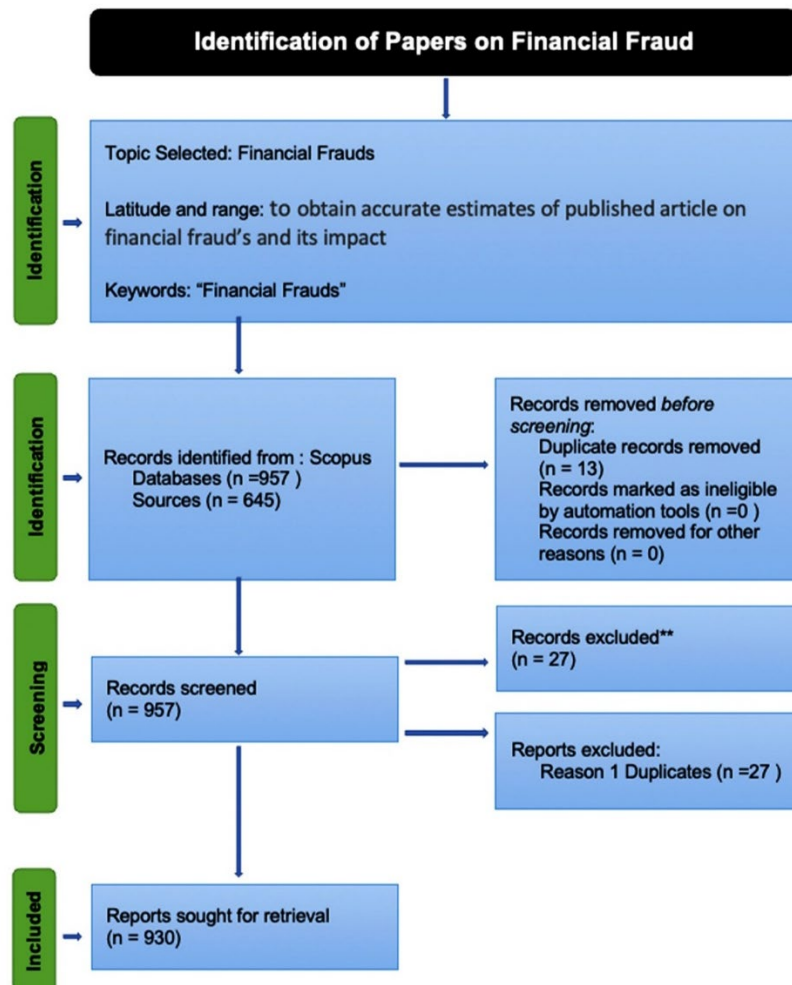 Identification of Papers on Financial Fraud
Identification
Topic Selected: Financial Frauds
Latitude and range: to obtain accurate estimates of published article on
financial fraud's and its impact
Keywords: "Financial Frauds"
Identification
Records identified from : Scopus
Databases (n =957 )
Sources (n = 645)
Records removed before
screening:
Duplicate records removed
(n = 13)
Records marked as ineligible
by automation tools (n =0 )
Records removed for other
reasons (n = 0)
Screening
Records screened
(n = 957)
Records excluded**
(n = 27)
Reports excluded:
Reason 1 Duplicates (n =27 )
Included
Reports sought for retrieval
(n = 930)